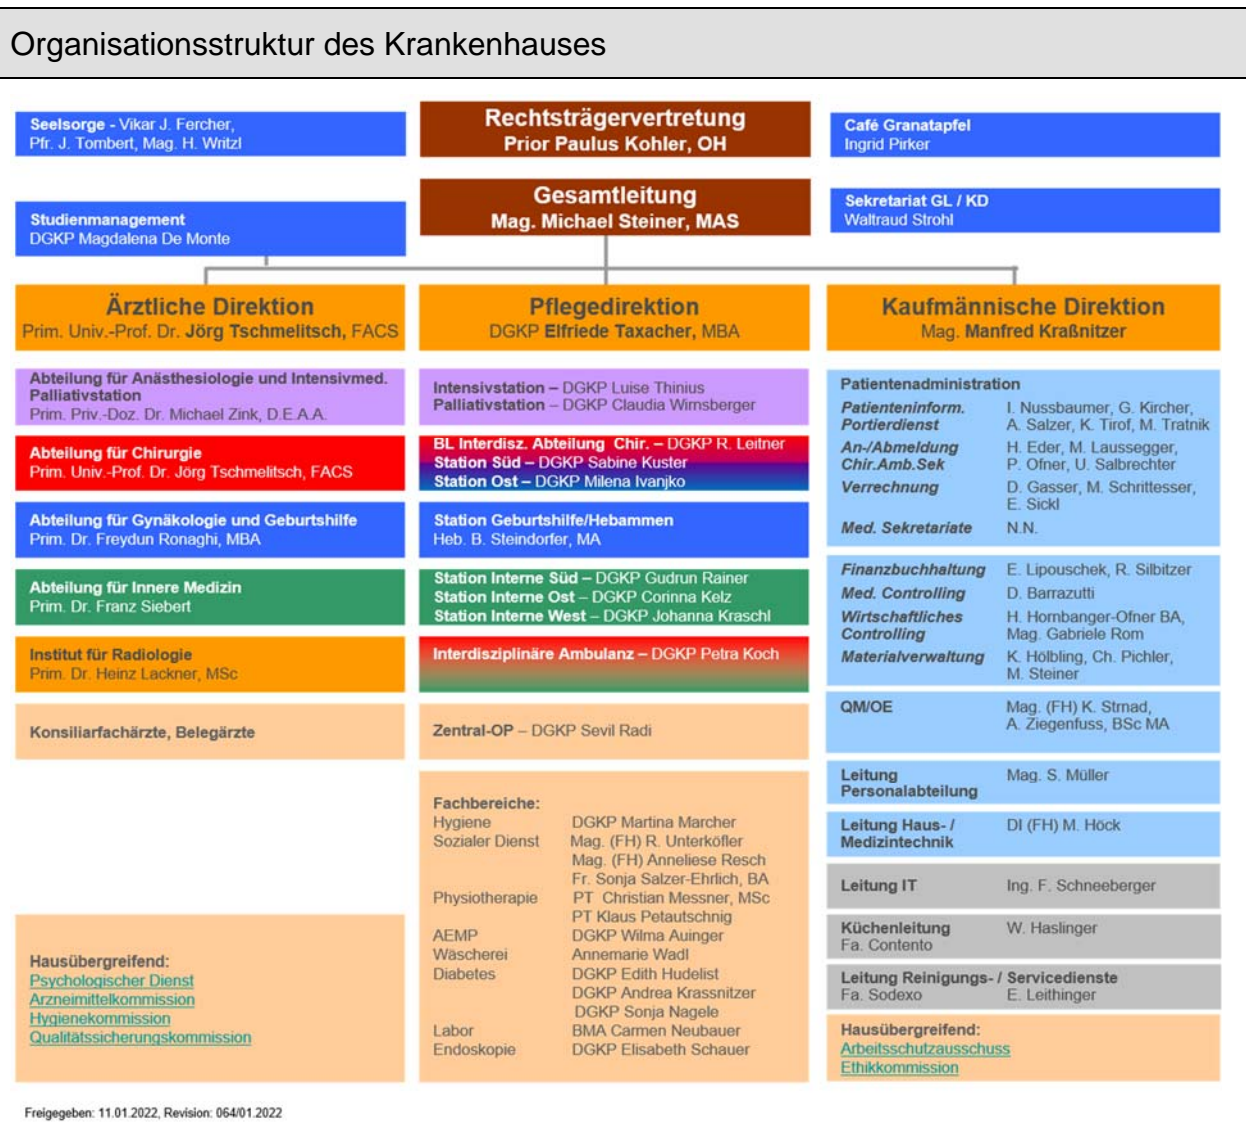 Organisationsstruktur des Krankenhauses
Seelsorge - Vikar J. Fercher,
Pfr. J. Tombert, Mag. H. Writzl
Rechtsträgervertretung
Prior Paulus Kohler, OH
Café Granatapfel
Ingrid Pirker
Studienmanagement
DGKP Magdalena De Monte
Gesamtleitung
Mag. Michael Steiner, MAS
Sekretariat GL / KD
Waltraud Strohl
Ärztliche Direktion
Prim. Univ.-Prof. Dr. Jörg Tschmelitsch, FACS
Abteilung für Anästhesiologie und Intensivmed.
Palliativstation
Prim. Priv.-Doz. Dr. Michael Zink, D.E.A.A.
Abteilung für Chirurgie
Prim. Univ.-Prof. Dr. Jörg Tschmelitsch, FACS
Abteilung für Gynäkologie und Geburtshilfe
Prim. Dr. Freydun Ronaghi, MBA
Abteilung für Innere Medizin
Prim. Dr. Franz Siebert
Institut für Radiologie
Prim. Dr. Heinz Lackner, MSc
Konsiliarfachärzte, Belegärzte
Hausübergreifend:
Psychologischer Dienst
Arzneimittelkommission
Hygienekommission
Qualitätssicherungskommission
Pflegedirektion
DGKP Elfriede Taxacher, MBA
Intensivstation – DGKP Luise Thinius
Palliativstation – DGKP Claudia Wirnsberger
BL Interdisz. Abteilung Chir. – DGKP R. Leitner
Station Süd – DGKP Sabine Kuster
Station Ost – DGKP Milena Ivanjko
Station Geburtshilfe/Hebammen
Heb. B. Steindorfer, MA
Station Interne Süd – DGKP Gudrun Rainer
Station Interne Ost – DGKP Corinna Kelz
Station Interne West – DGKP Johanna Kraschl
Interdisziplinäre Ambulanz – DGKP Petra Koch
Zentral-OP – DGKP Sevil Radi
Fachbereiche:
Hygiene DGKP Martina Marcher
Sozialer Dienst Mag. (FH) R. Unterköfler
Mag. (FH) Anneliese Resch
Fr. Sonja Salzer-Ehrlich, BA
Physiotherapie PT Christian Messner, MSc
PT Klaus Petautschnig
AEMP DGKP Wilma Auinger
Wäscherei Annemarie Wadl
Diabetes DGKP Edith Hudelist
DGKP Andrea Krassnitzer
DGKP Sonja Nagele
Labor BMA Carmen Neubauer
Endoskopie DGKP Elisabeth Schauer
Kaufmännische Direktion
Mag. Manfred Kraßnitzer
Patientenadministration
Patienteninform. I. Nussbaumer, G. Kircher,
Portierdienst A. Salzer, K. Tirof, M. Tratnik
An-/Abmeldung H. Eder, M. Laussegger,
Chir.Amb.Sek P. Ofner, U. Salbrechter
Verrechnung D. Gasser, M. Schrittesser,
E. Sickl
Med. Sekretariate N.N.
Finanzbuchhaltung E. Lipouschek, R. Silbitzer
Med. Controlling D. Barrazutti
Wirtschaftliches H. Hornbanger-Ofner BA,
Controlling Mag. Gabriele Rom
Materialverwaltung K. Hölbling, Ch. Pichler,
M. Steiner
QM/OE Mag. (FH) K. Strnad,
A. Ziegenfuss, BSc MA
Leitung Mag. S. Müller
Personalabteilung
Leitung Haus- / DI (FH) M. Höck
Medizintechnik
Leitung IT Ing. F. Schneeberger
Küchenleitung W. Haslinger
Fa. Contento
Leitung Reinigungs- / Servicedienste
Fa. Sodexo E. Leithinger
Hausübergreifend:
Arbeitsschutzausschuss
Ethikkommission
Freigegeben: 11.01.2022, Revision: 064/01.2022